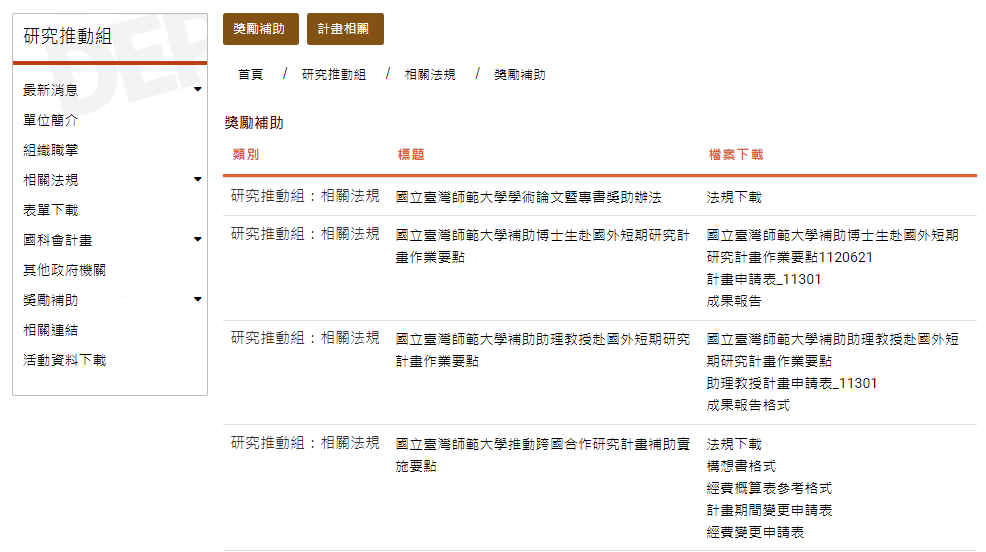 研究推動組
最新消息
單位簡介
組織職掌
相關法規
表單下載
國科會計畫
其他政府機關
獎勵補助
相關連結
活動資料下載
獎勵補助
計畫相關
首頁 / 研究推動組 / 相關法規 / 獎勵補助
獎勵補助
類別 標題 檔案下載
研究推動組：相關法規 國立臺灣師範大學學術論文暨專書獎助辦法 法規下載
研究推動組：相關法規
國立臺灣師範大學補助博士生赴國外短期研究計
畫作業要點
國立臺灣師範大學補助博士生赴國外短期
研究計畫作業要點1120621
計畫申請表_11301
成果報告
研究推動組：相關法規
國立臺灣師範大學補助助理教授赴國外短期研究
計畫作業要點
國立臺灣師範大學補助助理教授赴國外短
期研究計畫作業要點
助理教授計畫申請表_11301
成果報告格式
研究推動組：相關法規
國立臺灣師範大學推動跨國合作研究計畫補助實
施要點
法規下載
構想書格式
經費概算表參考格式
計畫期間變更申請表
經費變更申請表